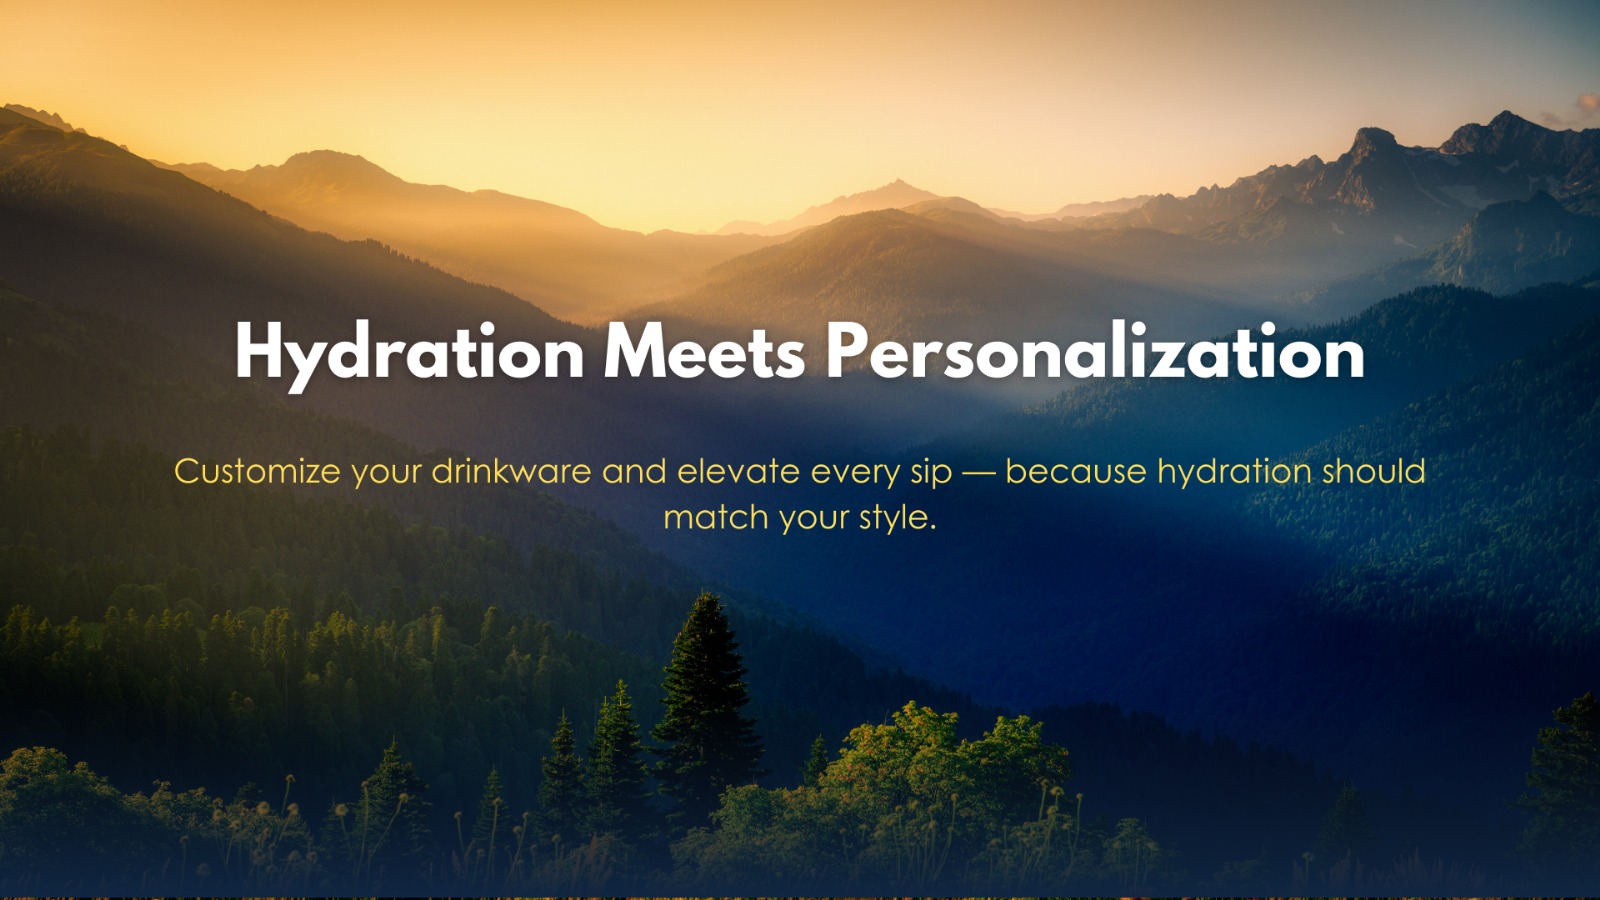 Hydration Meets Personalization
Customize your drinkware and elevate every sip — because hydration should
match your style.